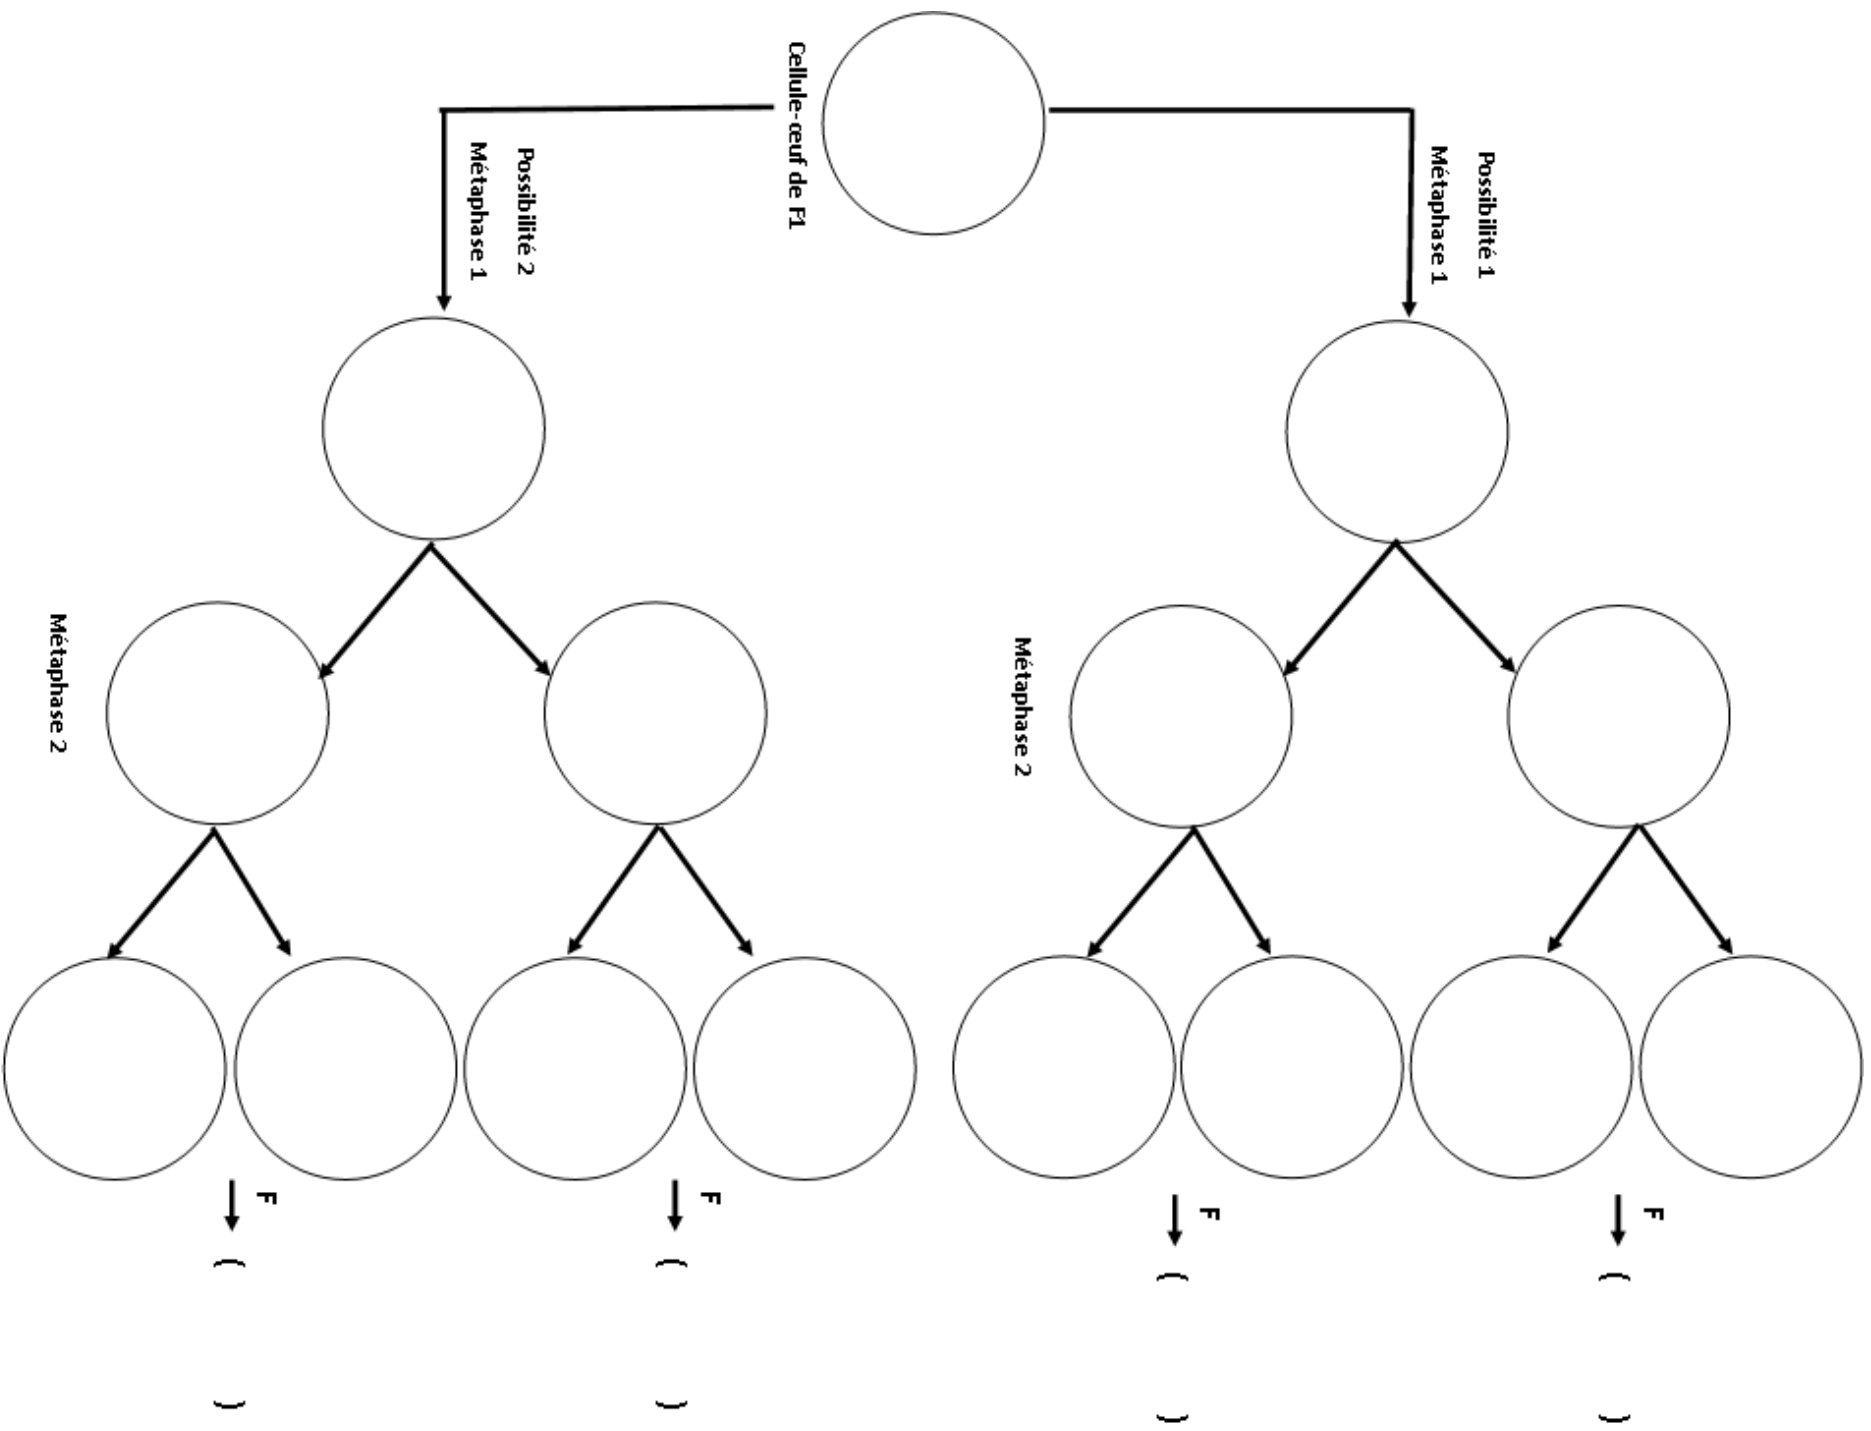 Cellule-œuf de F1
Possibilité 2
Métaphase 1
Possibilité 1
Métaphase 1
Métaphase 2
Métaphase 2
F
F
F
F
( )
( )
( )
( )